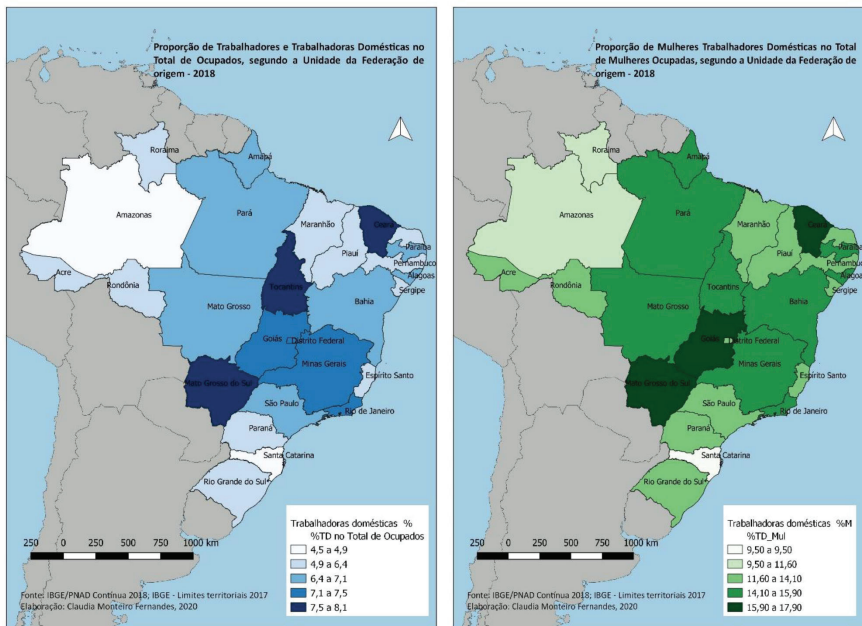 Proporção de Trabalhadores e Trabalhadoras Domésticas no
Total de Ocupados, segundo a Unidade da Federação de
origem - 2018
Roraima
Amapá
Amazonas
Pará
Maranhão
Ceará
Piauí
Paraíba
Pernambuco
Alagoas
Sergipe
Acre
Rondônia
Tocantins
Mato Grosso
Bahia
Goiás
Distrito Federal
Minas Gerais
Mato Grosso do Sul
Espírito Santo
São Paulo
Rio de Janeiro
Paraná
Santa Catarina
Rio Grande do Sul
Trabalhadoras domésticas %
%TD no Total de Ocupados
4,5 a 4,9
4,9 a 6,4
6,4 a 7,1
7,1 a 7,5
7,5 a 8,1
250 0 250 500 750 1000 km
Fonte: IBGE/PNAD Contínua 2018; IBGE - Limites territoriais 2017
Elaboração: Claudia Monteiro Fernandes, 2020
Proporção de Mulheres Trabalhadores Domésticas no Total
de Mulheres Ocupadas, segundo a Unidade da Federação de
origem - 2018
Roraima
Amapá
Amazonas
Pará
Maranhão
Ceará
Piauí
Paraíba
Pernambuco
Alagoas
Sergipe
Acre
Rondônia
Tocantins
Mato Grosso
Bahia
Goiás
Distrito Federal
Minas Gerais
Mato Grosso do Sul
Espírito Santo
São Paulo
Rio de Janeiro
Paraná
Santa Catarina
Rio Grande do Sul
Trabalhadoras domésticas %M
%TD_Mul
9,50 a 9,50
9,50 a 11,60
11,60 a 14,10
14,10 a 15,90
15,90 a 17,90
250 0 250 500 750 1000 km
Fonte: IBGE/PNAD Contínua 2018; IBGE - Limites territoriais 2017
Elaboração: Claudia Monteiro Fernandes, 2020